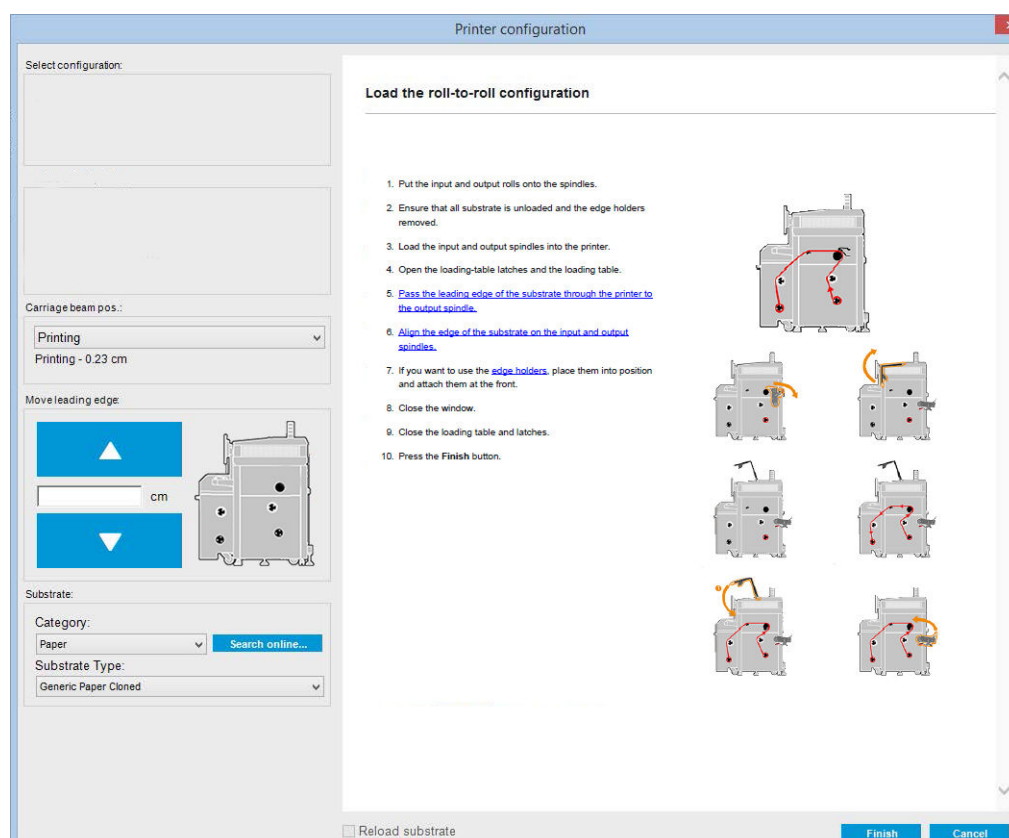 Printer configuration
Select configuration:
Carriage beam pos.:
Printing
Printing - 0.23 cm
Move leading edge:
cm
Substrate:
Category:
Paper
Search online...
Substrate Type:
Generic Paper Cloned
Load the roll-to-roll configuration
1. Put the input and output rolls onto the spindles.
2. Ensure that all substrate is unloaded and the edge holders
removed.
3. Load the input and output spindles into the printer.
4. Open the loading-table latches and the loading table.
5. Pass the leading edge of the substrate through the printer to
the output spindle.
6. Align the edge of the substrate on the input and output
spindles.
7. If you want to use the edge holders, place them into position
and attach them at the front.
8. Close the window.
9. Close the loading table and latches.
10. Press the Finish button.
Reload substrate
Finish
Cancel